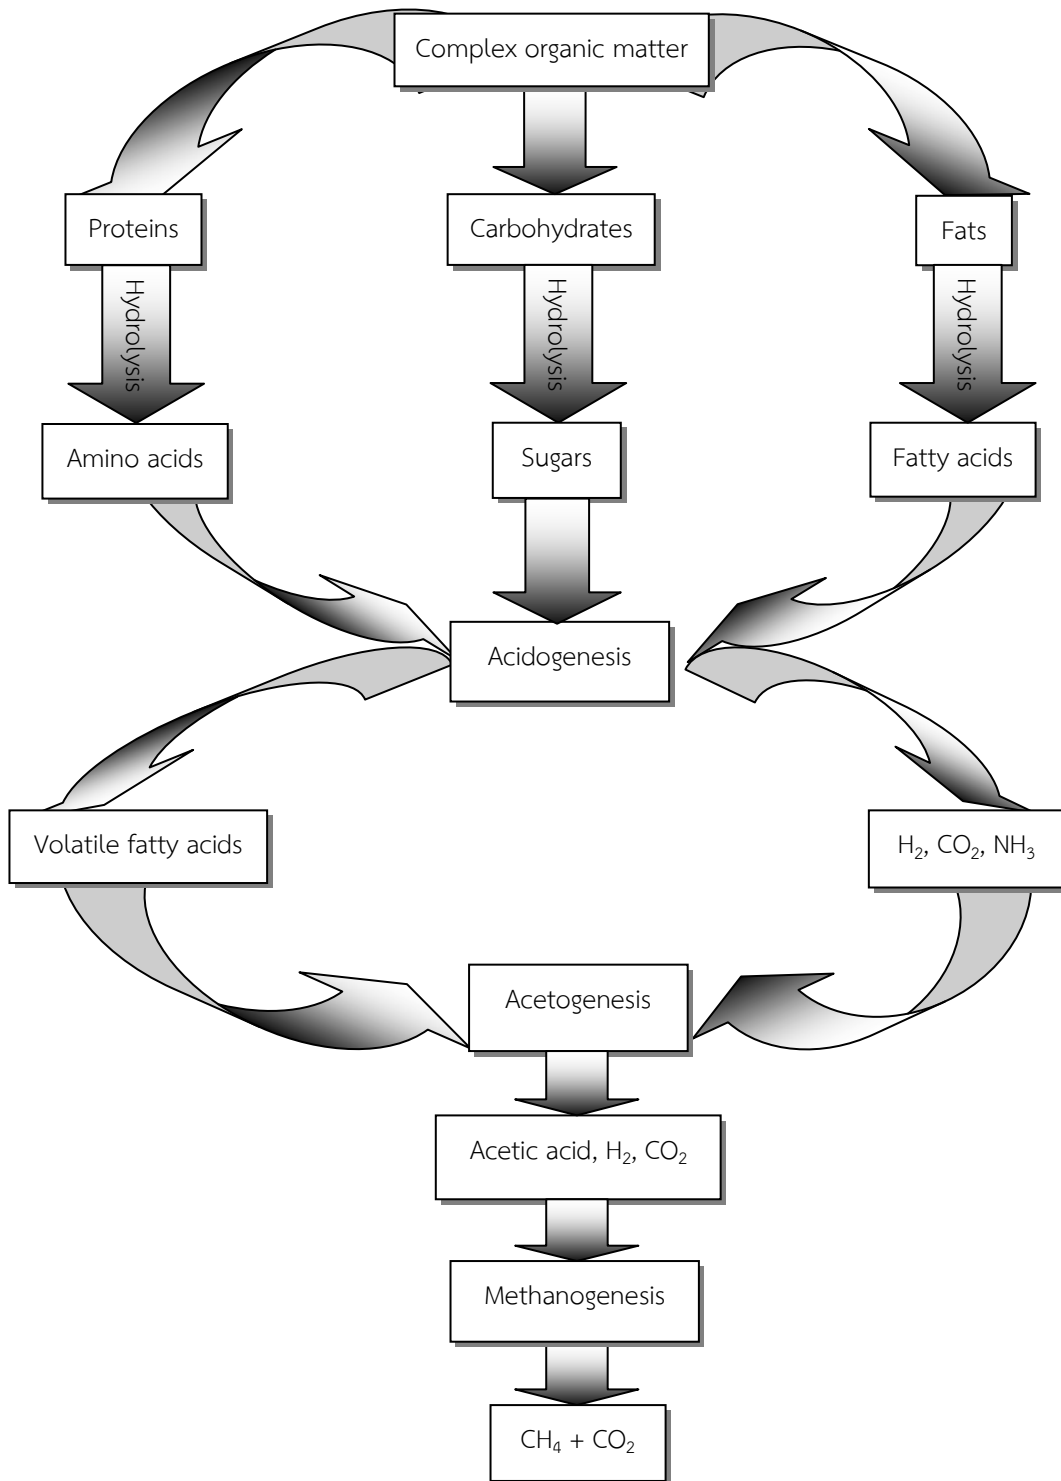 Complex organic matter
Proteins
Carbohydrates
Fats
Hydrolysis
Hydrolysis
Hydrolysis
Amino acids
Sugars
Fatty acids
Acidogenesis
Volatile fatty acids
H₂, CO₂, NH₃
Acetogenesis
Acetic acid, H₂, CO₂
Methanogenesis
CH₄ + CO₂